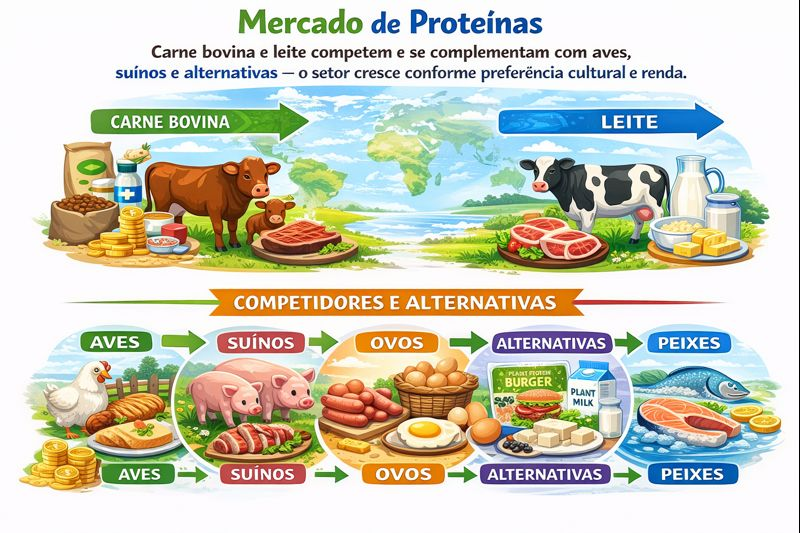 Mercado de Proteínas
Carne bovina e leite competem e se complementam com aves,
suínos e alternativas — o setor cresce conforme preferência cultural e renda.
CARNE BOVINA
LEITE
COMPETIDORES E ALTERNATIVAS
AVES
SUÍNOS
OVOS
ALTERNATIVAS
PEIXES
PLANT PROTEIN
BURGER
PLANT
MILK
AVES
SUÍNOS
OVOS
ALTERNATIVAS
PEIXES